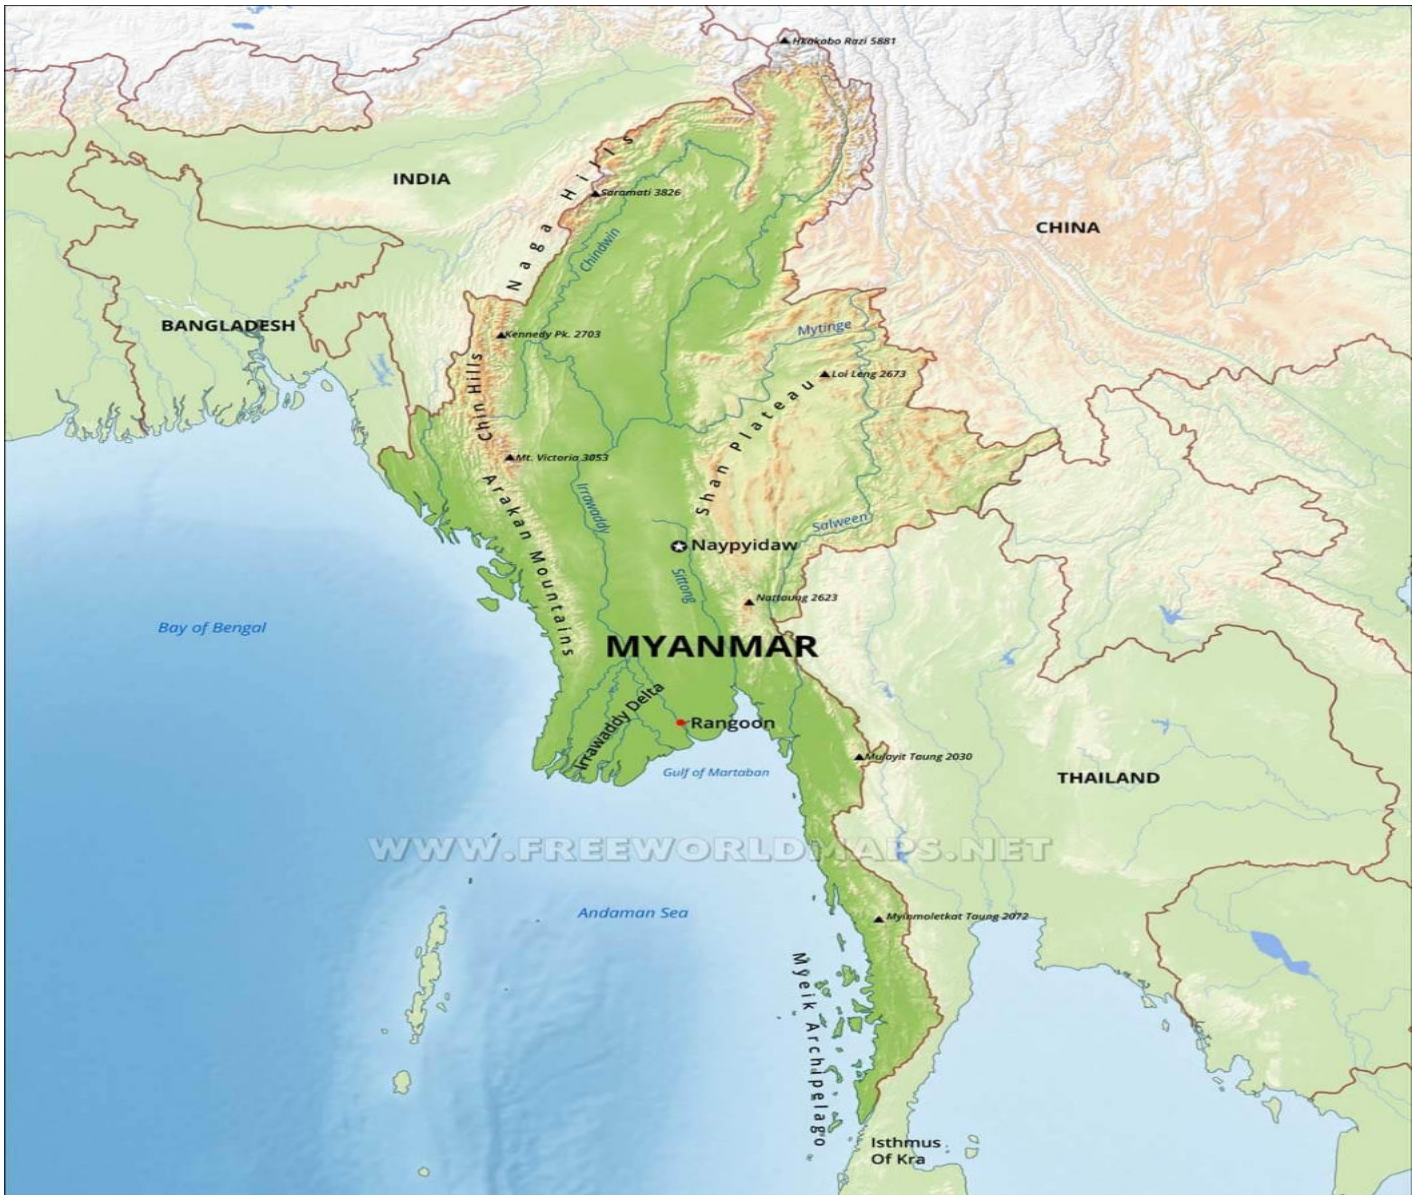 Hkakabo Razi 5881
INDIA
Naga Hills
Saramati 3826
CHINA
Chindwin
BANGLADESH
Kennedy Pk. 2703
Mytinge
Chin Hills
Loi Leng 2673
Shan Plateau
Mt. Victoria 3053
Arakan Mountains
Irrawaddy
Salween
Naypyidaw
Sittong
Nattaung 2623
Bay of Bengal
MYANMAR
Irrawaddy Delta
Rangoon
Mulayit Taung 2030
Gulf of Martaban
THAILAND
WWW.FREEWORLDMAPS.NET
Andaman Sea
Myinmoletkat Taung 2072
Myeik Archipelago
Isthmus
Of Kra